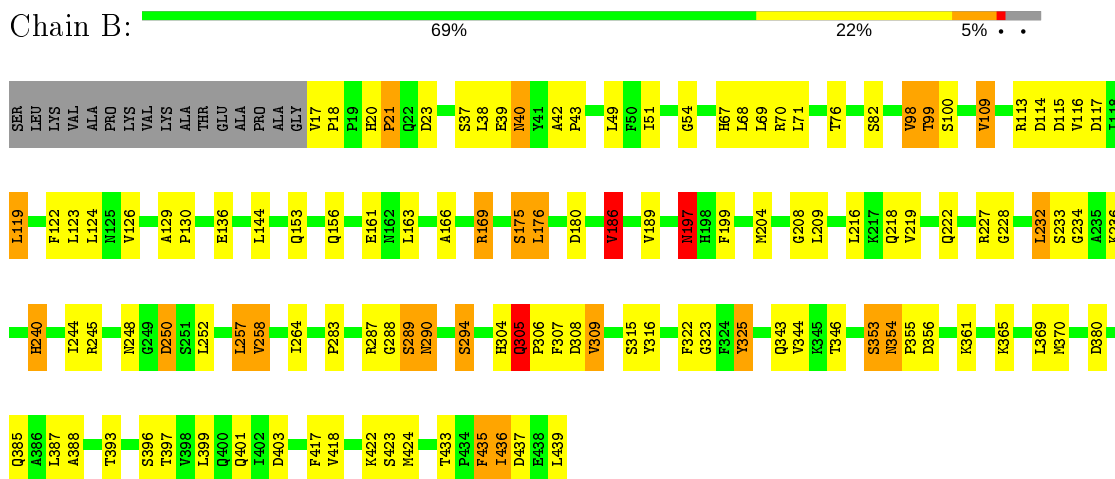 Chain B:
69% 22% 5% • •
SER LEU LYS VAL ALA PRO LYS VAL LYS ALA THR GLU ALA PRO ALA GLY V17 P18 P19 H20 P21 Q22 D23 S37 L38 E39 N40 Y41 A42 P43 L49 F50 I51 G54 H67 L68 L69 R70 L71 T76 S82 V98 T99 S100 V109 R113 D114 D115 V116 D117 I118
L119 F122 L123 L124 N125 V126 A129 P130 E136 L144 Q153 Q156 E161 N162 L163 A166 R169 S175 L176 D180 V186 V189 N197 H198 F199 M204 G208 L209 L216 K217 Q218 V219 Q222 R227 G228 L232 S233 G234 A235 K236
H240 I244 R245 N248 G249 D250 S251 L252 L257 V258 I264 P283 R287 G288 S289 N290 S294 H304 Q305 P306 F307 D308 V309 S315 Y316 F322 G323 F324 Y325 Q343 V344 K345 T346 S353 N354 P355 D356 K361 K365 L369 M370 D380
Q385 A386 L387 A388 T393 S396 T397 V398 L399 Q400 Q401 I402 D403 F417 V418 K422 S423 M424 T433 P434 F435 I436 D437 E438 L439